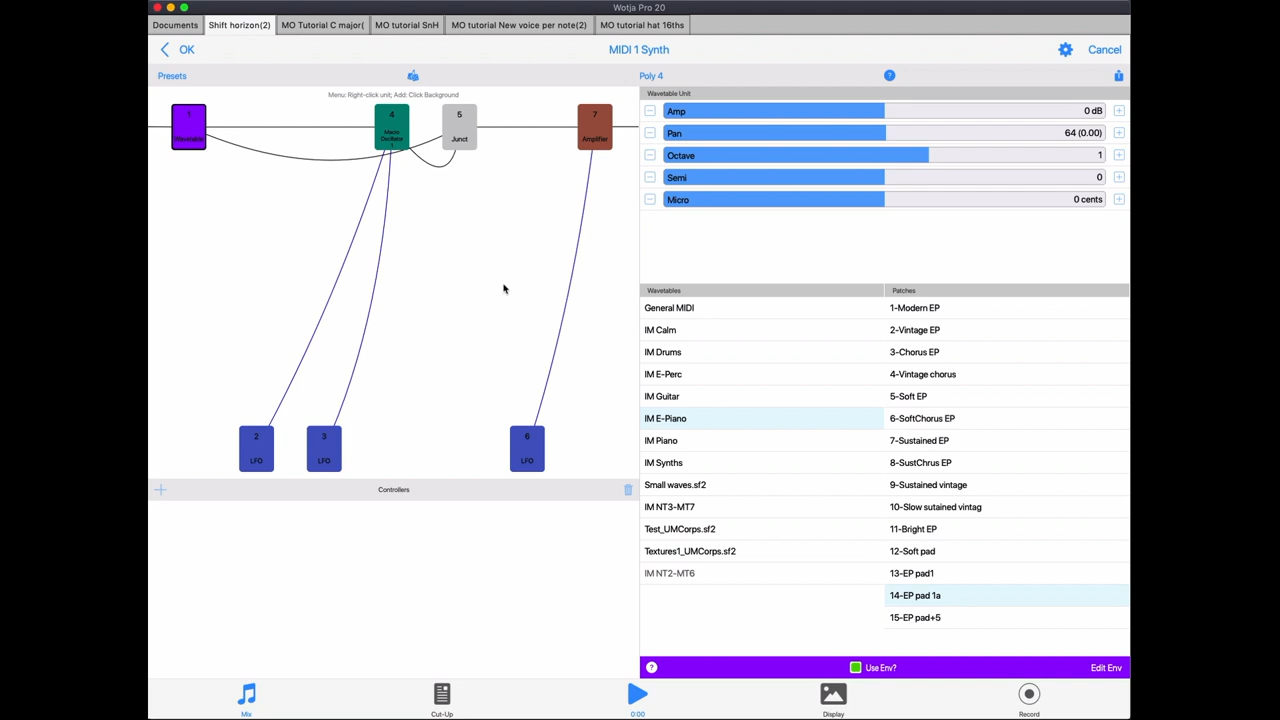 Wotja Pro 20
Documents
Shift horizon(2)
MO Tutorial C major(
MO tutorial SnH
MO tutorial New voice per note(2)
MO tutorial hat 16ths
OK
MIDI 1 Synth
Cancel
Presets
Poly 4
?
Menu: Right-click unit; Add: Click Background
1
Wavetable
4
Macro
Oscillator
1
5
Junct
7
Amplifier
2
LFO
3
LFO
6
LFO
Controllers
Wavetable Unit
Amp 0 dB
Pan 64 (0.00)
Octave 1
Semi 0
Micro 0 cents
Wavetables
Patches
General MIDI
1-Modern EP
IM Calm
2-Vintage EP
IM Drums
3-Chorus EP
IM E-Perc
4-Vintage chorus
IM Guitar
5-Soft EP
IM E-Piano
6-SoftChorus EP
IM Piano
7-Sustained EP
IM Synths
8-SustChrus EP
Small waves.sf2
9-Sustained vintage
IM NT3-MT7
10-Slow sutained vintag
Test_UMCorps.sf2
11-Bright EP
Textures1_UMCorps.sf2
12-Soft pad
IM NT2-MT6
13-EP pad1
14-EP pad 1a
15-EP pad+5
?
Use Env?
Edit Env
Mix
Cut-Up
0:00
Display
Record